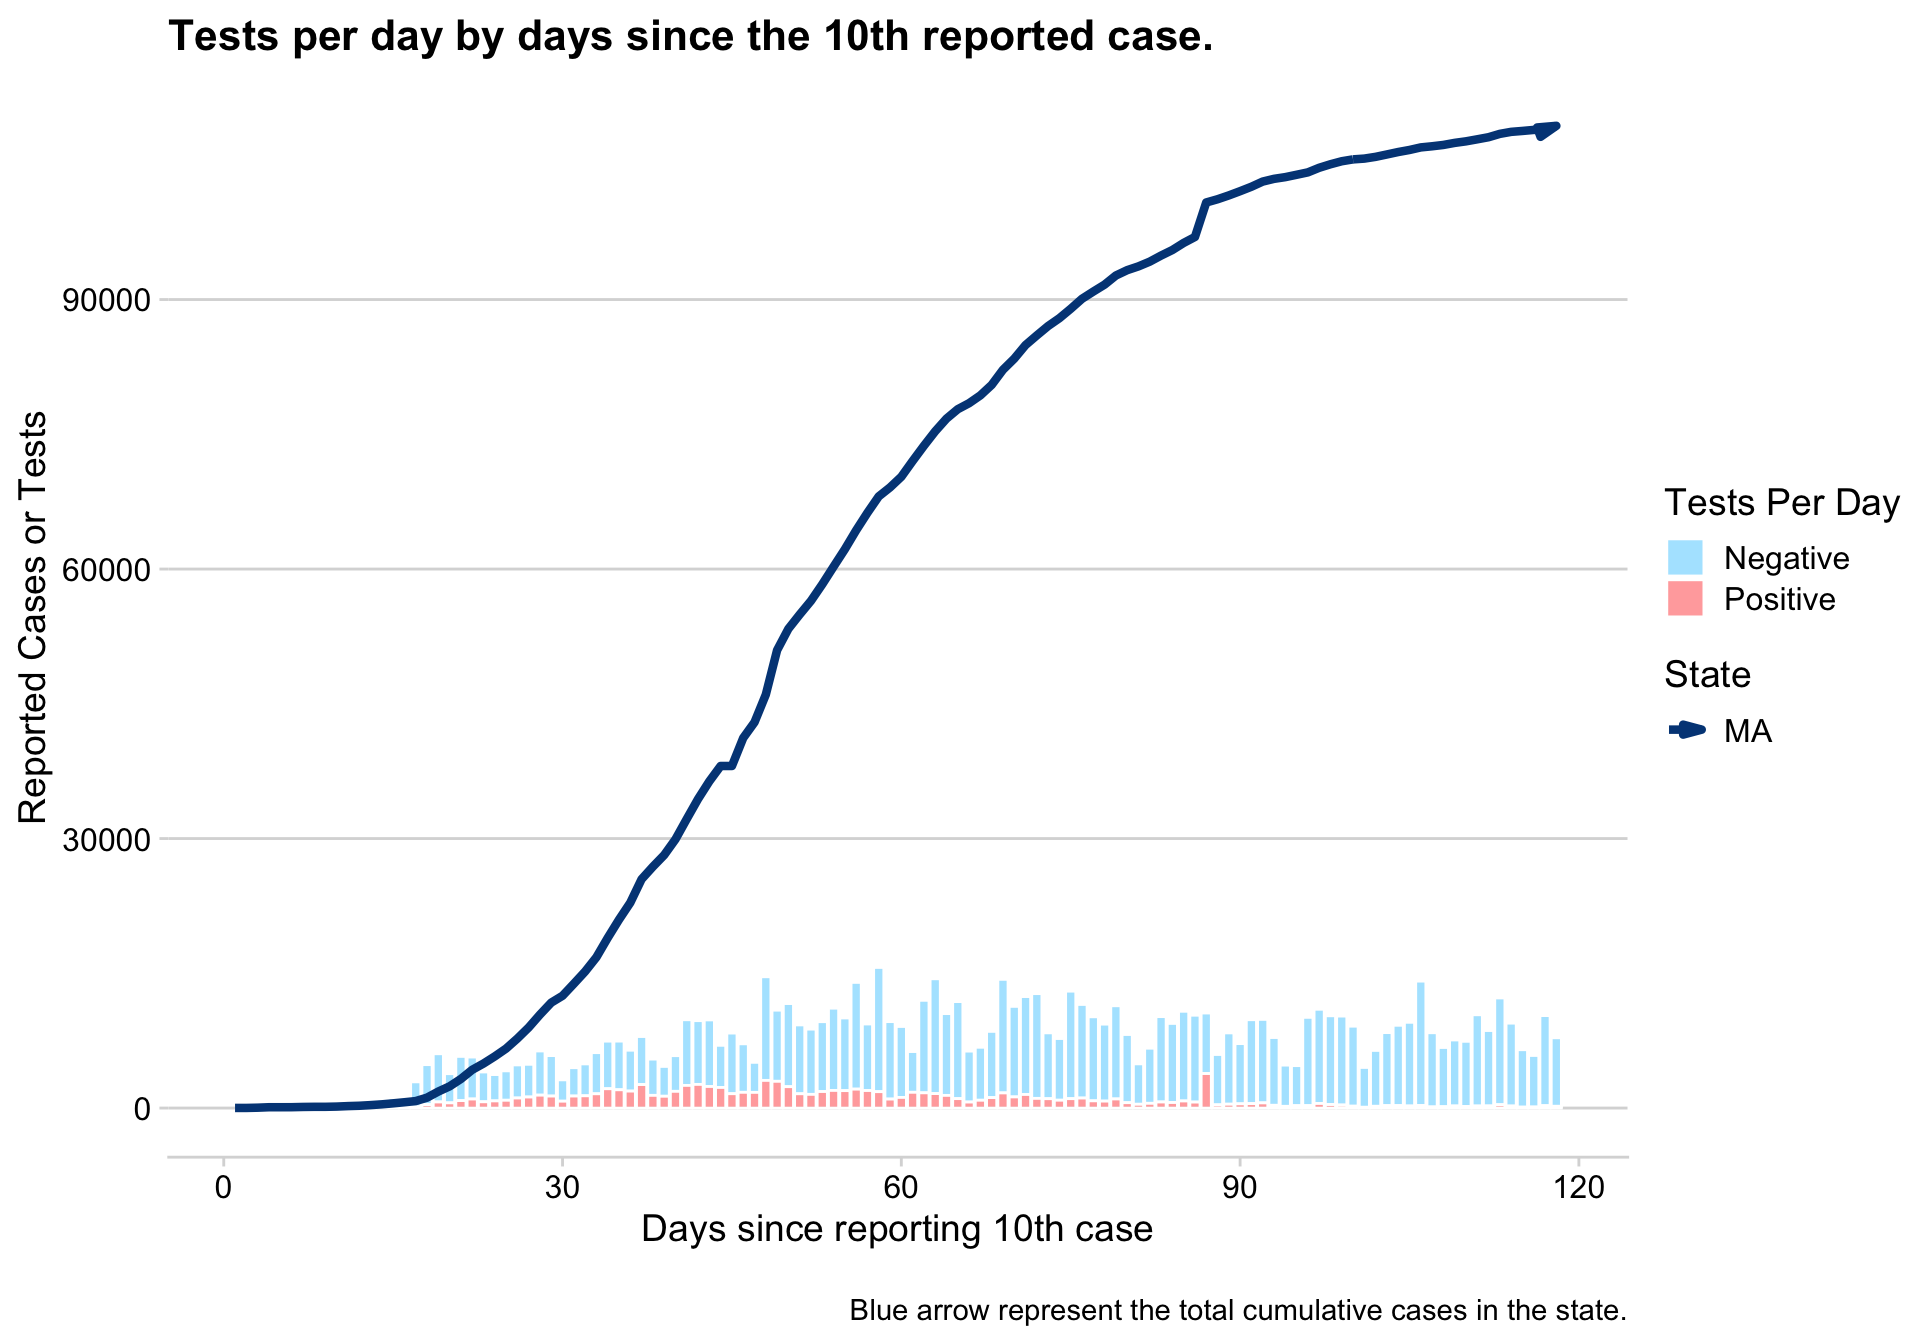 Tests per day by days since the 10th reported case.
Reported Cases or Tests
90000
60000
30000
0
0 30 60 90 120
Days since reporting 10th case
Tests Per Day
Negative
Positive
State
MA
Blue arrow represent the total cumulative cases in the state.